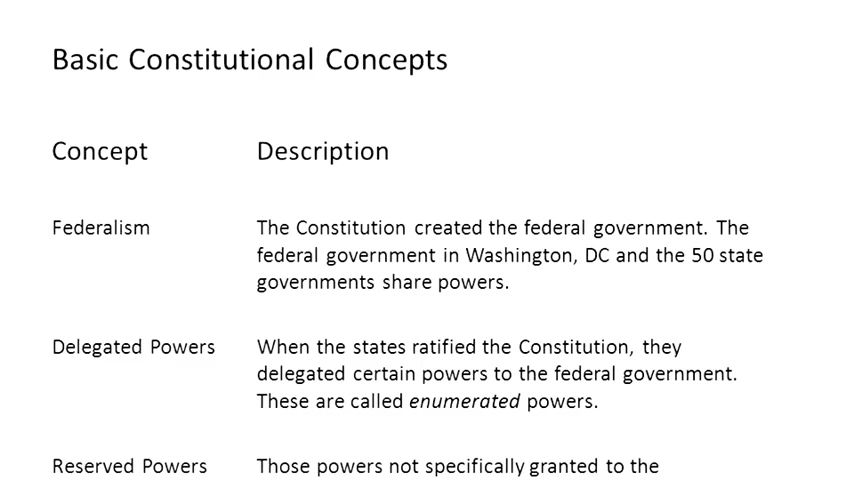 Basic Constitutional Concepts
Concept Description
Federalism The Constitution created the federal government. The
federal government in Washington, DC and the 50 state
governments share powers.
Delegated Powers When the states ratified the Constitution, they
delegated certain powers to the federal government.
These are called enumerated powers.
Reserved Powers Those powers not specifically granted to the